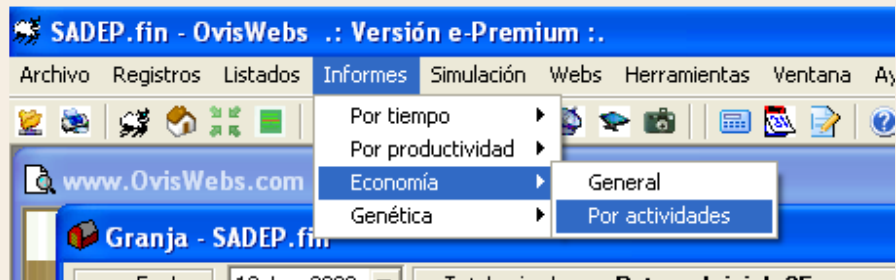 SADEP.fin - OvisWebs .: Versión e-Premium :.
Archivo Registros Listados Informes Simulación Webs Herramientas Ventana
Por tiempo
Por productividad
www.OvisWebs.com
Economía
General
Genética
Por actividades
Granja - SADEP.fin